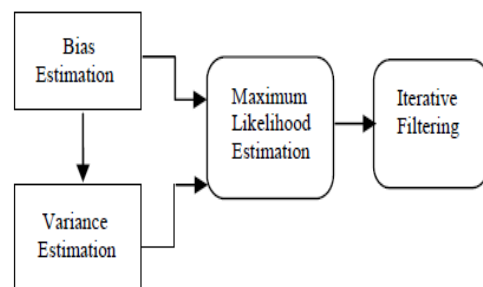 Bias
Estimation
Maximum
Likelihood
Estimation
Iterative
Filtering
Variance
Estimation